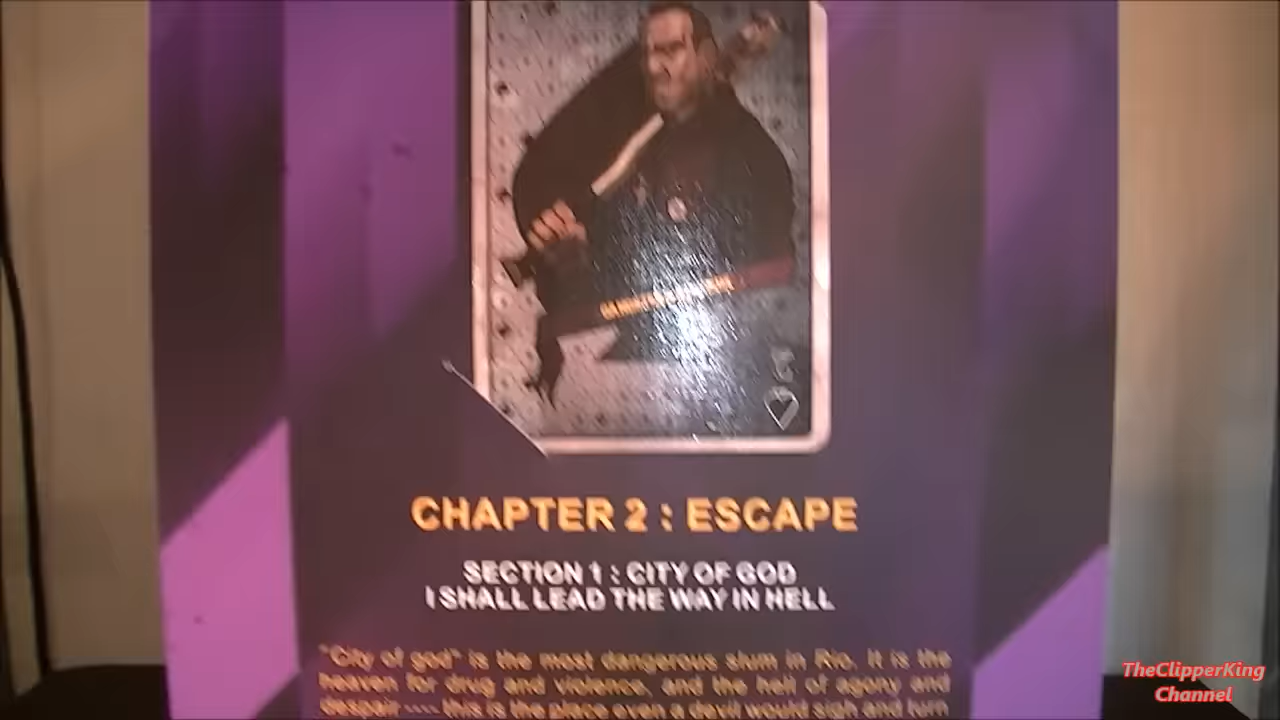 CHAPTER 2 : ESCAPE
SECTION 1 : CITY OF GOD
I SHALL LEAD THE WAY IN HELL
"City of god" is the most dangerous slum in Rio. It is the
heaven for drug and violence, and the hell of agony and
despair ---- this is the place even a devil would sigh and turn
TheClipperKing
Channel